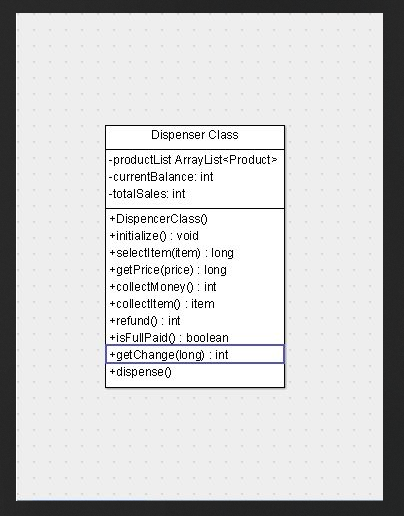 Dispenser Class
-productList ArrayList<Product>
-currentBalance: int
-totalSales: int
+DispencerClass()
+initialize() : void
+selectItem(item) : long
+getPrice(price) : long
+collectMoney() : int
+collectItem() : item
+refund() : int
+isFullPaid() : boolean
+getChange(long) : int
+dispense()